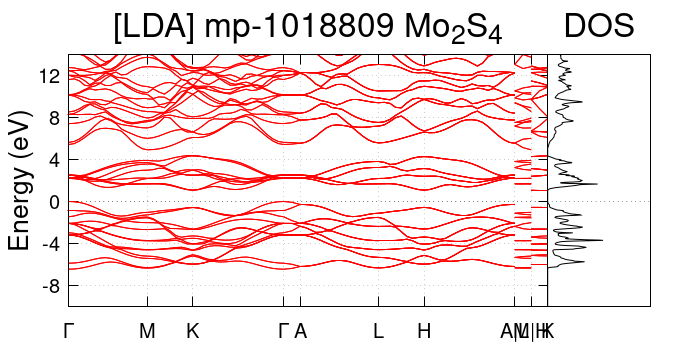 [LDA] mp-1018809 Mo₂S₄ DOS
Energy (eV)
12
8
4
0
-4
-8
Γ M K Γ A L H A|L